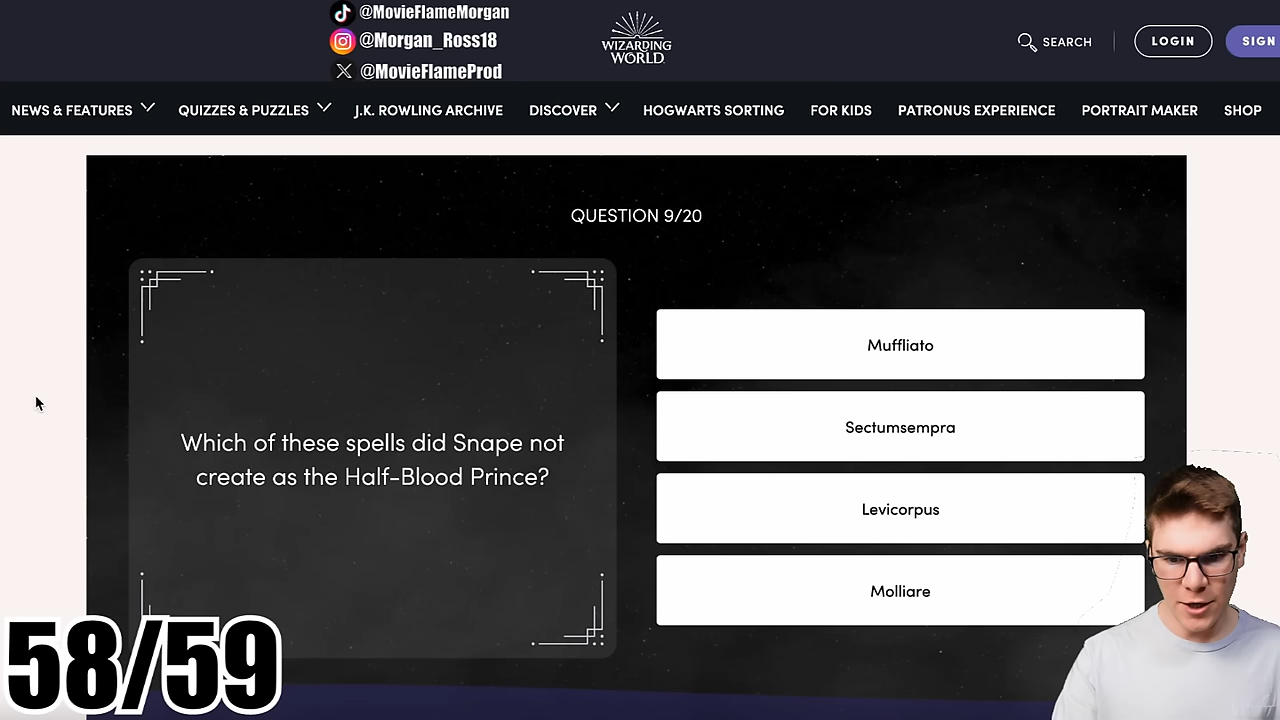 @MovieFlameMorgan
@Morgan_Ross18
@MovieFlameProd
WIZARDING
WORLD
SEARCH
LOGIN
SIGN
NEWS & FEATURES
QUIZZES & PUZZLES
J.K. ROWLING ARCHIVE
DISCOVER
HOGWARTS SORTING
FOR KIDS
PATRONUS EXPERIENCE
PORTRAIT MAKER
SHOP
QUESTION 9/20
Which of these spells did Snape not
create as the Half-Blood Prince?
Muffliato
Sectumsempra
Levicorpus
Molliare
58/59